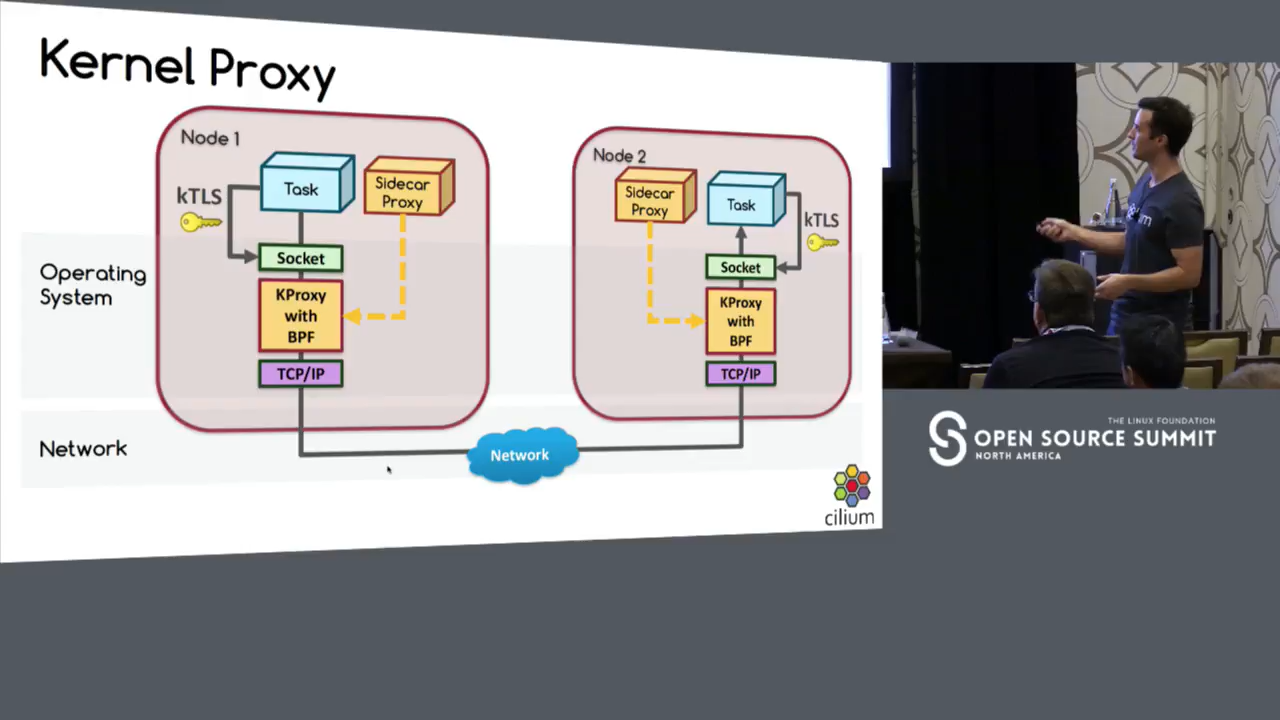 Kernel Proxy
Node 1
kTLS
Task
Sidecar
Proxy
Socket
KProxy
with
BPF
TCP/IP
Node 2
Sidecar
Proxy
Task
kTLS
Socket
KProxy
with
BPF
TCP/IP
Operating
System
Network
Network
cilium
THE LINUX FOUNDATION
OPEN SOURCE SUMMIT
NORTH AMERICA